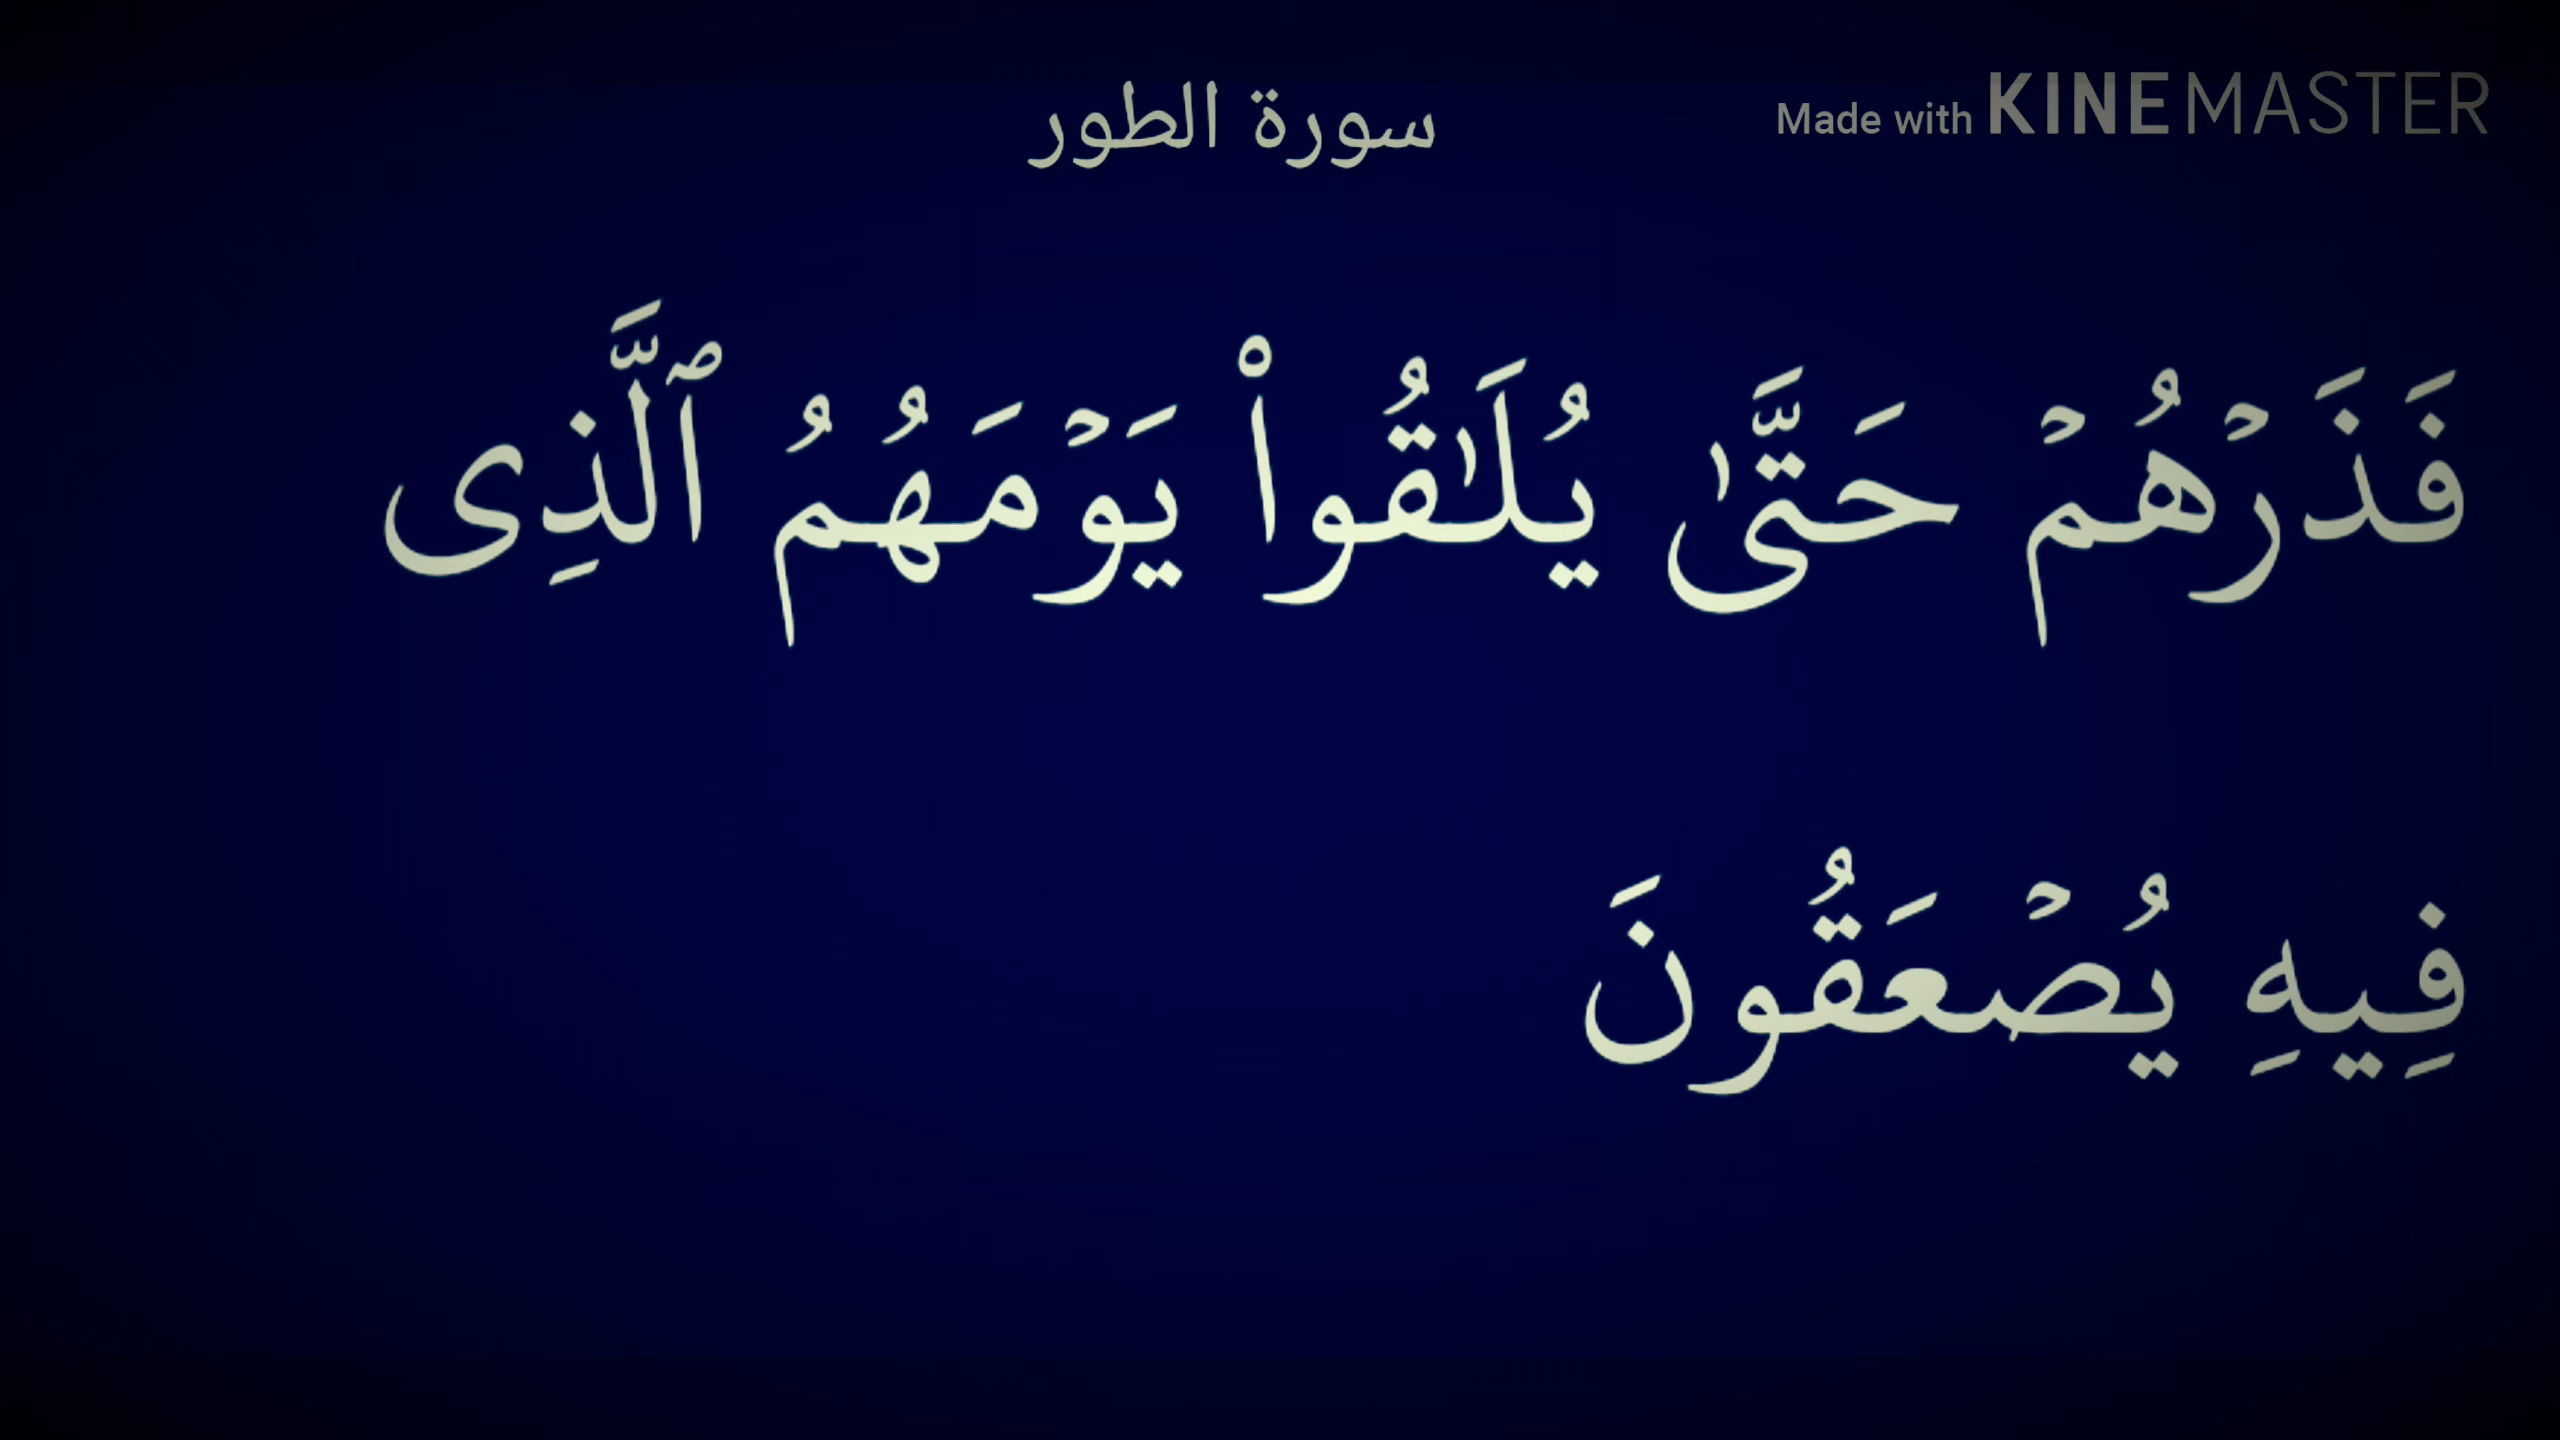 سورة الطور
Made with KINEMASTER
فَذَرۡهُمۡ حَتَّىٰ يُلَٰقُوا۟ يَوۡمَهُمُ ٱلَّذِى
فِيهِ يُصۡعَقُونَ